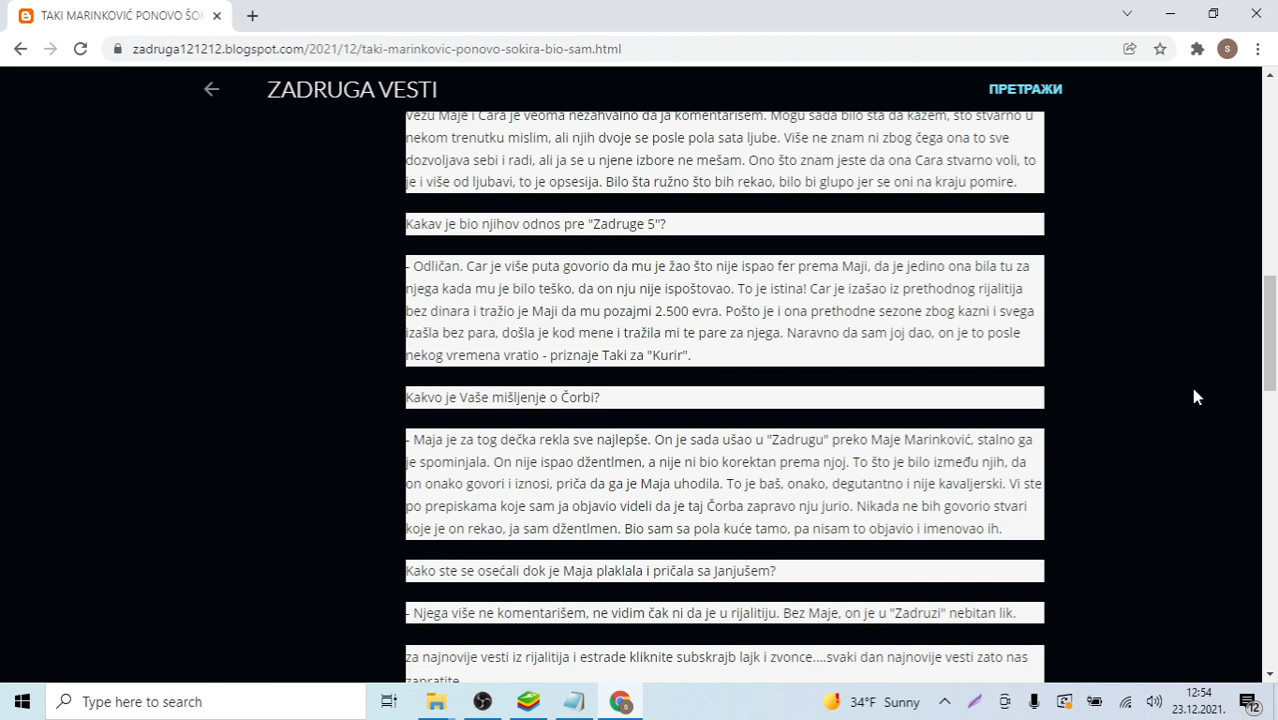 TAKI MARINKOVIĆ PONOVO ŠOK
zadruga121212.blogspot.com/2021/12/taki-marinkovic-ponovo-sokira-bio-sam.html
S
ZADRUGA VESTI
ПРЕТРАЖИ
Vezu Maje i Cara je veoma nezahvalno da ja komentarišem. Mogu sada bilo šta da kažem, što stvarno u
nekom trenutku mislim, ali njih dvoje se posle pola sata ljube. Više ne znam ni zbog čega ona to sve
dozvoljava sebi i radi, ali ja se u njene izbore ne mešam. Ono što znam jeste da ona Cara stvarno voli, to
je i više od ljubavi, to je opsesija. Bilo šta ružno što bih rekao, bilo bi glupo jer se oni na kraju pomire.
Kakav je bio njihov odnos pre "Zadruge 5"?
- Odličan. Car je više puta govorio da mu je žao što nije ispao fer prema Maji, da je jedino ona bila tu za
njega kada mu je bilo teško, da on nju nije ispoštovao. To je istina! Car je izašao iz prethodnog rijalitija
bez dinara i tražio je Maji da mu pozajmi 2.500 evra. Pošto je i ona prethodne sezone zbog kazni i svega
izašla bez para, došla je kod mene i tražila mi te pare za njega. Naravno da sam joj dao, on je to posle
nekog vremena vratio - priznaje Taki za "Kurir".
Kakvo je Vaše mišljenje o Čorbi?
- Maja je za tog dečka rekla sve najlepše. On je sada ušao u "Zadrugu" preko Maje Marinković, stalno ga
je spominjala. On nije ispao džentlmen, a nije ni bio korektan prema njoj. To što je bilo između njih, da
on onako govori i iznosi, priča da ga je Maja uhodila. To je baš, onako, degutantno i nije kavaljerski. Vi ste
po prepiskama koje sam ja objavio videli da je taj Čorba zapravo nju jurio. Nikada ne bih govorio stvari
koje je on rekao, ja sam džentlmen. Bio sam sa pola kuće tamo, pa nisam to objavio i imenovao ih.
Kako ste se osećali dok je Maja plaklala i pričala sa Janjušem?
- Njega više ne komentarišem, ne vidim čak ni da je u rijalitiju. Bez Maje, on je u "Zadruzi" nebitan lik.
za najnovije vesti iz rijalitija i estrade kliknite subskrajb lajk i zvonce....svaki dan najnovije vesti zato nas
zapratite
Type here to search
34°F Sunny
12:54
23.12.2021.
12